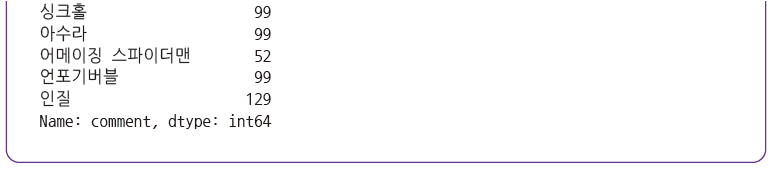 싱크홀 99
아수라 99
어메이징 스파이더맨 52
언포기버블 99
인질 129
Name: comment, dtype: int64